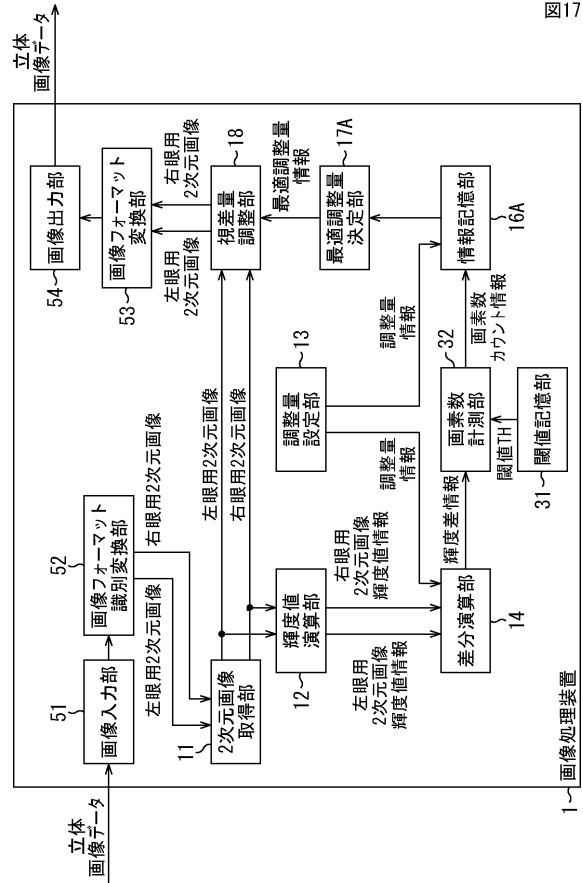 図17
立体
画像データ
51
画像入力部
52
画像フォーマット
識別変換部
左眼用2次元画像
右眼用2次元画像
11
2次元画像
取得部
左眼用2次元画像
右眼用2次元画像
12
輝度値
演算部
左眼用
2次元画像
輝度値情報
右眼用
2次元画像
輝度値情報
13
調整量
設定部
調整量
情報
調整量
情報
14
差分演算部
輝度差情報
31
閾値記憶部
閾値TH
32
画素数
計測部
画素数
カウント情報
16A
情報記憶部
17A
最適調整量
決定部
最適調整量
情報
18
視差量
調整部
左眼用
2次元画像
右眼用
2次元画像
53
画像フォーマット
変換部
54
画像出力部
立体
画像データ
1 画像処理装置